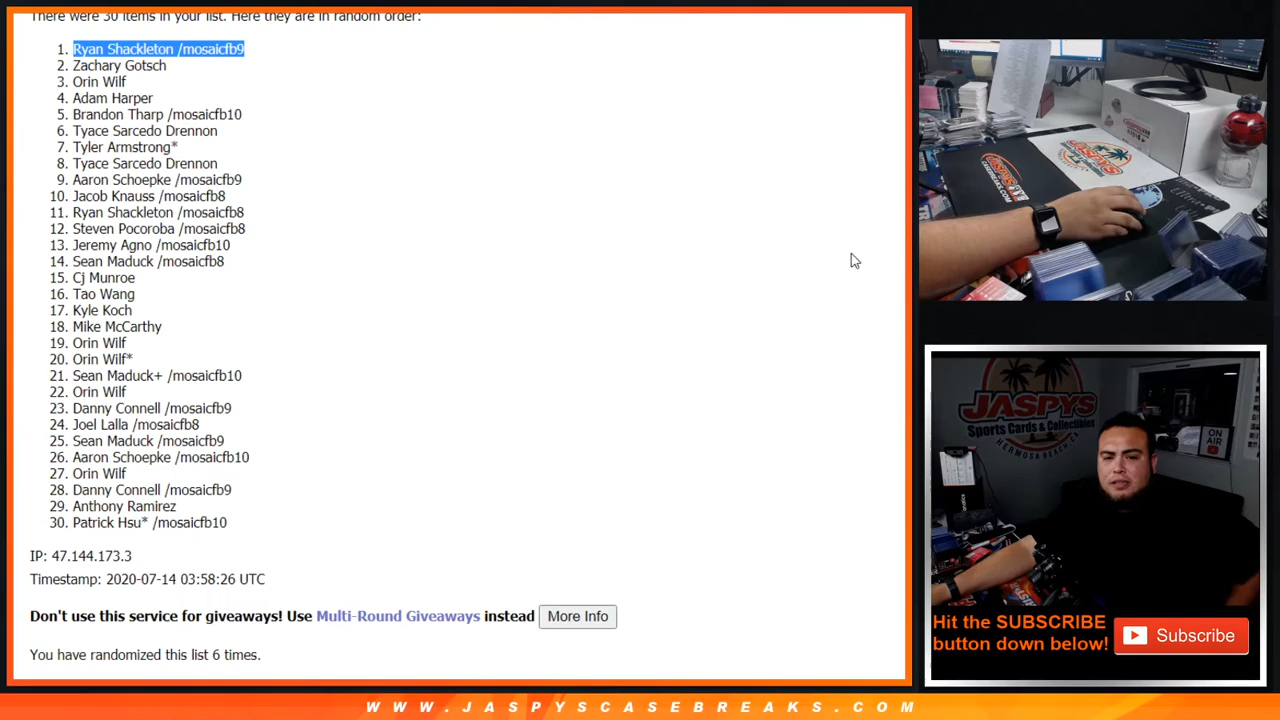 There were 30 items in your list. Here they are in random order:
1. Ryan Shackleton /mosaicfb9
2. Zachary Gotsch
3. Orin Wilf
4. Adam Harper
5. Brandon Tharp /mosaicfb10
6. Tyace Sarcedo Drennon
7. Tyler Armstrong*
8. Tyace Sarcedo Drennon
9. Aaron Schoepke /mosaicfb9
10. Jacob Knauss /mosaicfb8
11. Ryan Shackleton /mosaicfb8
12. Steven Pocoroba /mosaicfb8
13. Jeremy Agno /mosaicfb10
14. Sean Maduck /mosaicfb8
15. Cj Munroe
16. Tao Wang
17. Kyle Koch
18. Mike McCarthy
19. Orin Wilf
20. Orin Wilf*
21. Sean Maduck+ /mosaicfb10
22. Orin Wilf
23. Danny Connell /mosaicfb9
24. Joel Lalla /mosaicfb8
25. Sean Maduck /mosaicfb9
26. Aaron Schoepke /mosaicfb10
27. Orin Wilf
28. Danny Connell /mosaicfb9
29. Anthony Ramirez
30. Patrick Hsu* /mosaicfb10
IP: 47.144.173.3
Timestamp: 2020-07-14 03:58:26 UTC
Don't use this service for giveaways! Use Multi-Round Giveaways instead More Info
You have randomized this list 6 times.
JASPYS
CASEBREAKS
JASPYS
JASPYS
Sports Cards & Collectibles
HERMOSA BEACH, CA
ON
AIR
Hit the SUBSCRIBE
button down below!
Subscribe
WWW.JASPYSCASEBREAKS.COM